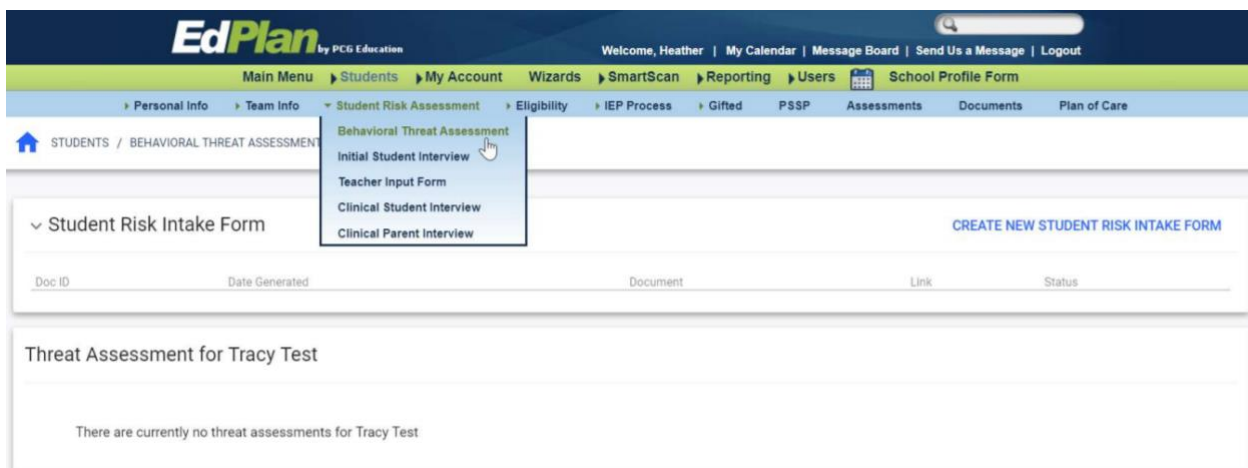 EdPlan by PCG Education
Welcome, Heather | My Calendar | Message Board | Send Us a Message | Logout
Main Menu Students My Account Wizards SmartScan Reporting Users School Profile Form
Personal Info Team Info Student Risk Assessment Eligibility IEP Process Gifted PSSP Assessments Documents Plan of Care
Behavioral Threat Assessment
STUDENTS / BEHAVIORAL THREAT ASSESSMENT
Initial Student Interview
Teacher Input Form
Clinical Student Interview
Clinical Parent Interview
Student Risk Intake Form
CREATE NEW STUDENT RISK INTAKE FORM
Doc ID Date Generated Document Link Status
Threat Assessment for Tracy Test
There are currently no threat assessments for Tracy Test